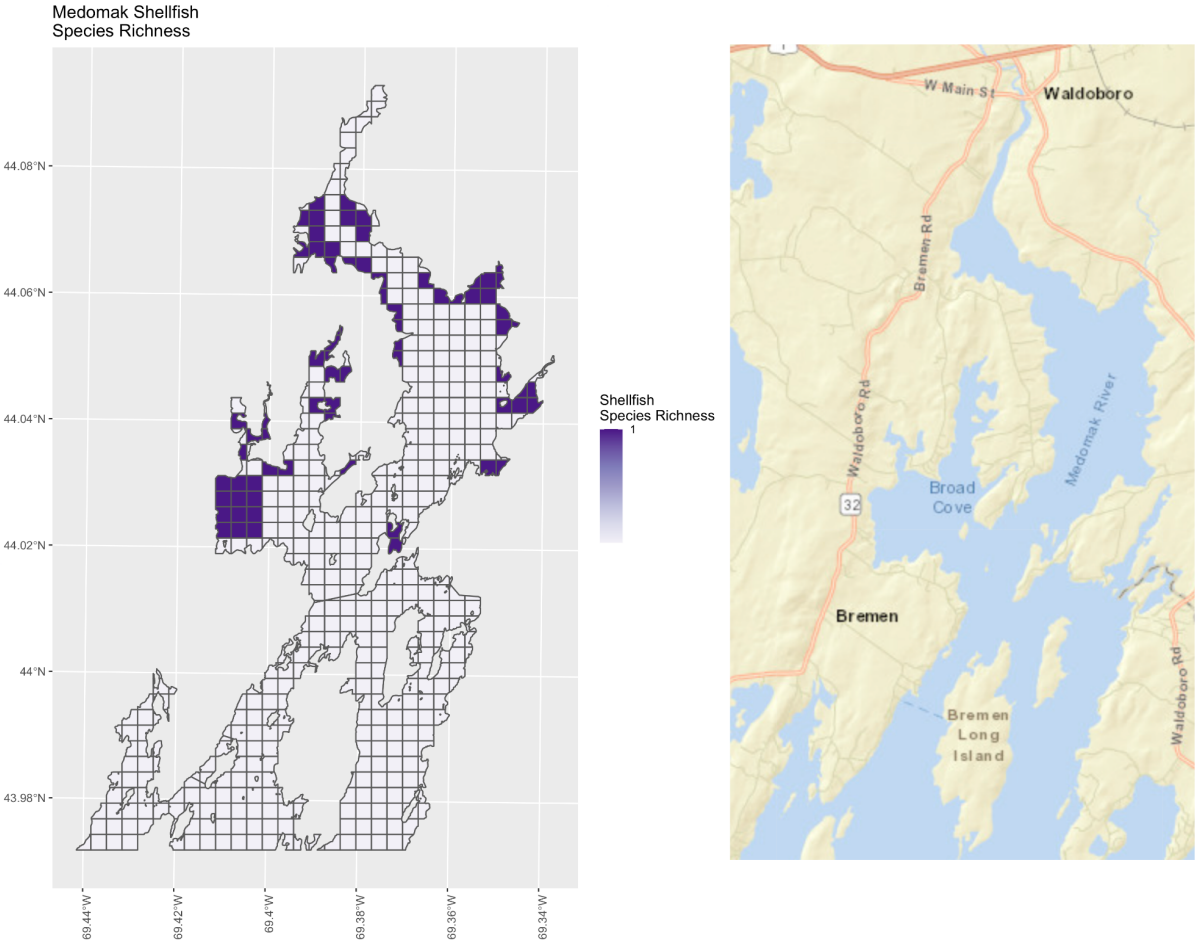 Medomak Shellfish
Species Richness
44.08°N
44.06°N
44.04°N
44.02°N
44°N
43.98°N
69.44°W
69.42°W
69.4°W
69.38°W
69.36°W
69.34°W
Shellfish
Species Richness
1
1
W Main St
Waldoboro
Bremen Rd
Waldoboro Rd
Medomak River
Broad
Cove
32
Bremen
Waldoboro Rd
Bremen
Long
Island